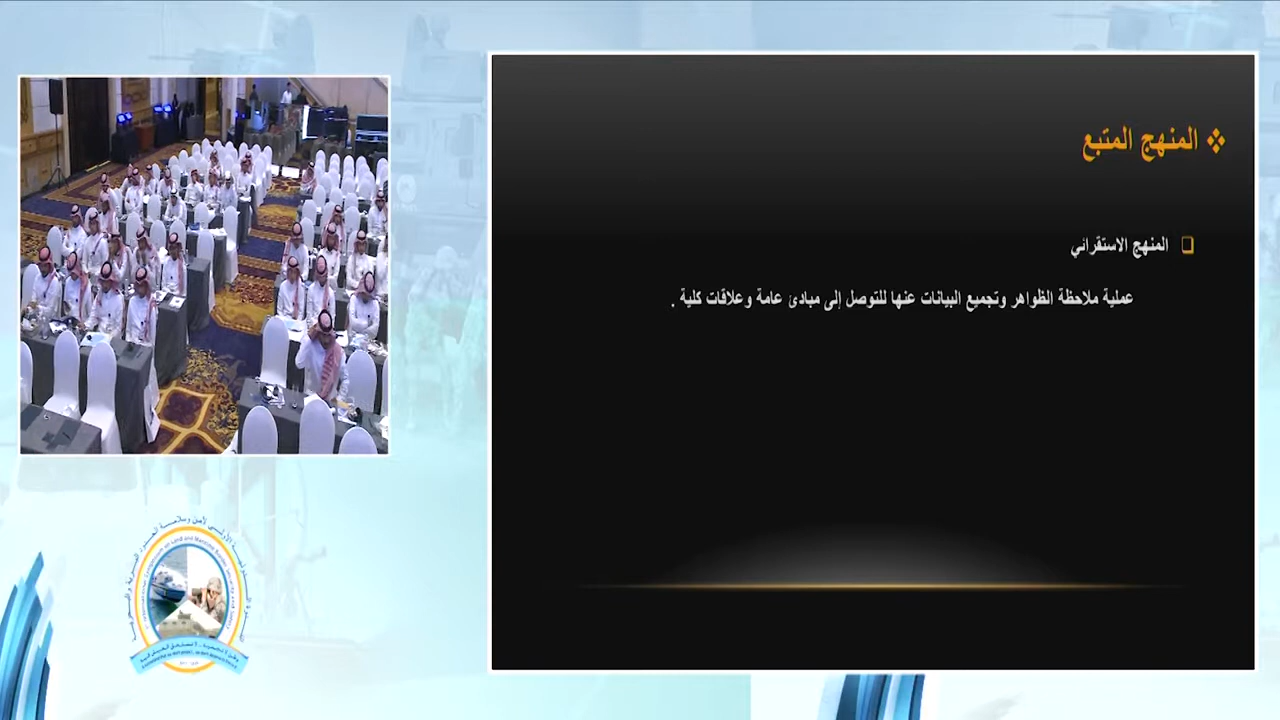 المنهج المتبع
المنهج الاستقرائي
عملية ملاحظة الظواهر وتجميع البيانات عنها للتوصل إلى مبادئ عامة وعلاقات كلية .